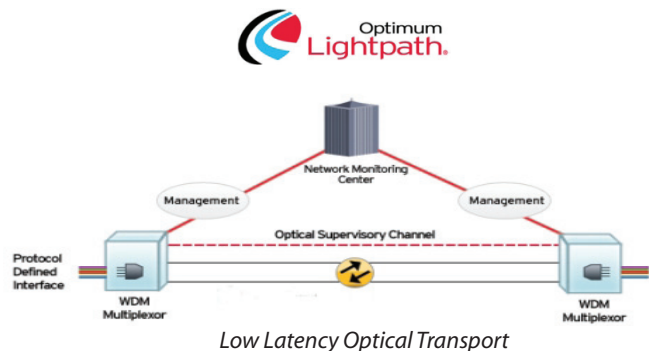 Optimum
Lightpath.
Network Monitoring
Center
Management
Management
Optical Supervisory Channel
Protocol
Defined
Interface
WDM
Multiplexor
WDM
Multiplexor
Low Latency Optical Transport